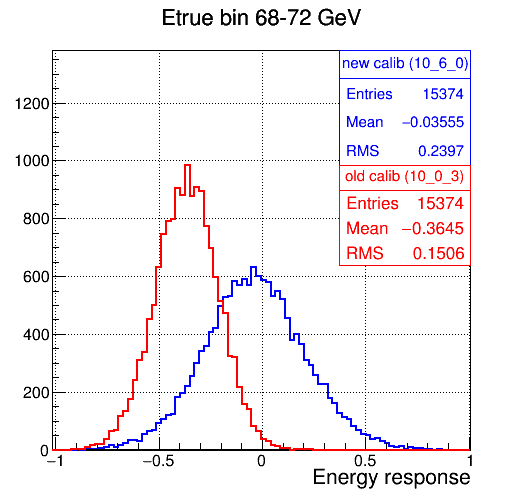 Etrue bin 68-72 GeV
new calib (10_6_0)
Entries 15374
Mean −0.03555
RMS 0.2397
old calib (10_0_3)
Entries 15374
Mean −0.3645
RMS 0.1506
1200
1000
800
600
400
200
0
−1 −0.5 0 0.5 1
Energy response